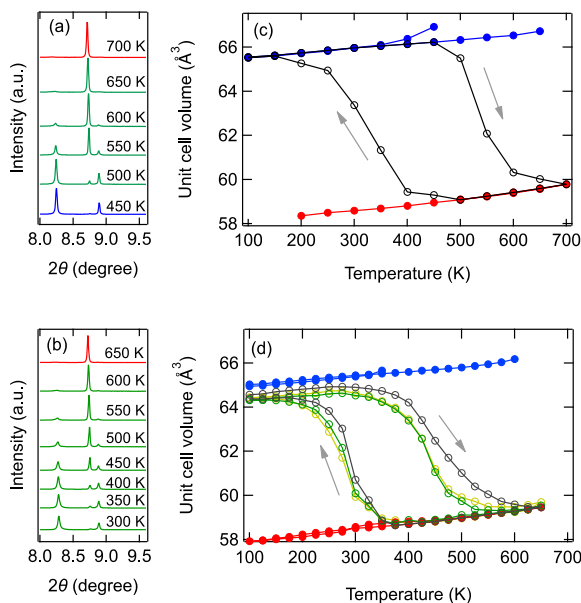 (a)
700 K
650 K
600 K
550 K
500 K
450 K
Intensity (a.u.)
8.0 8.5 9.0 9.5
2θ (degree)
(c)
66
64
62
60
58
Unit cell volume (Å³)
100 200 300 400 500 600 700
Temperature (K)
(b)
650 K
600 K
550 K
500 K
450 K
400 K
350 K
300 K
Intensity (a.u.)
8.0 8.5 9.0 9.5
2θ (degree)
(d)
66
64
62
60
58
Unit cell volume (Å³)
100 200 300 400 500 600 700
Temperature (K)